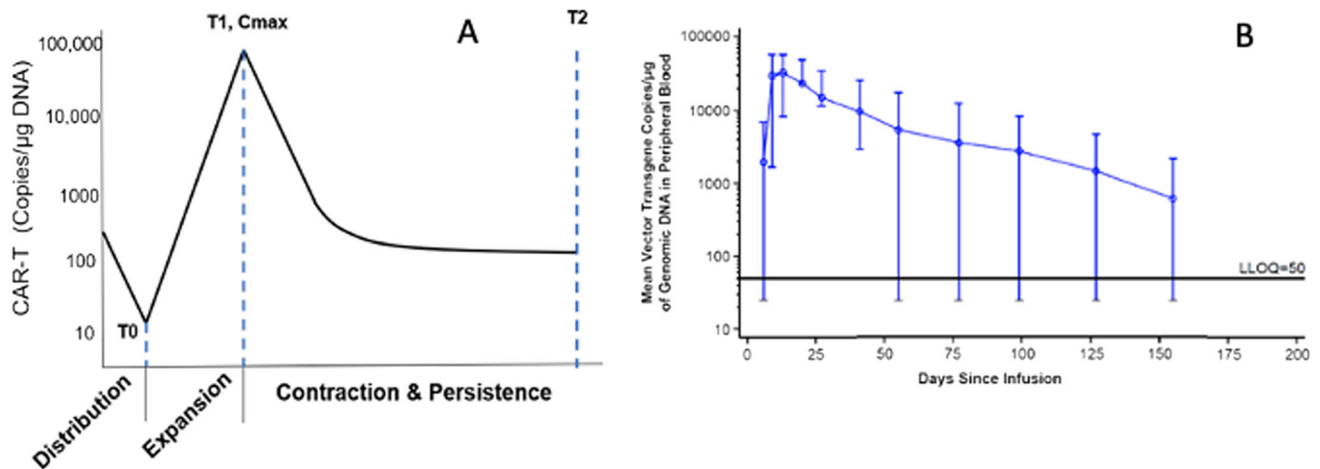 T1, Cmax
A
T2
CAR-T (Copies/µg DNA)
100,000
10,000
1000
100
10
T0
Distribution
Expansion
Contraction & Persistence
B
Mean Vector Transgene Copies/µg
of Genomic DNA in Peripheral Blood
100000
10000
1000
100
10
LLOQ=50
0
25
50
75
100
125
150
175
200
Days Since Infusion